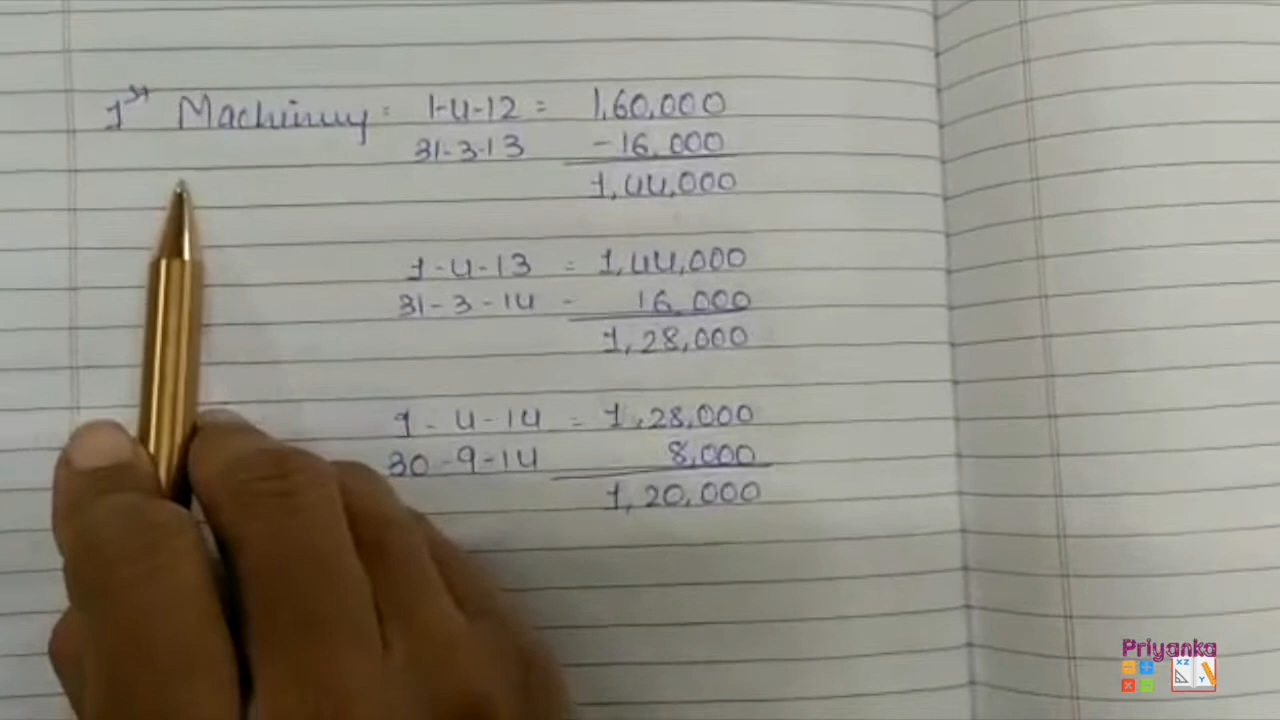 1st Machinery = 1-4-12 = 1,60,000
31-3-13 -16,000
1,44,000
1-4-13 = 1,44,000
31-3-14 - 16,000
1,28,000
1-4-14 = 1,28,000
30-9-14 8,000
1,20,000
Priyanka
XZ
Y